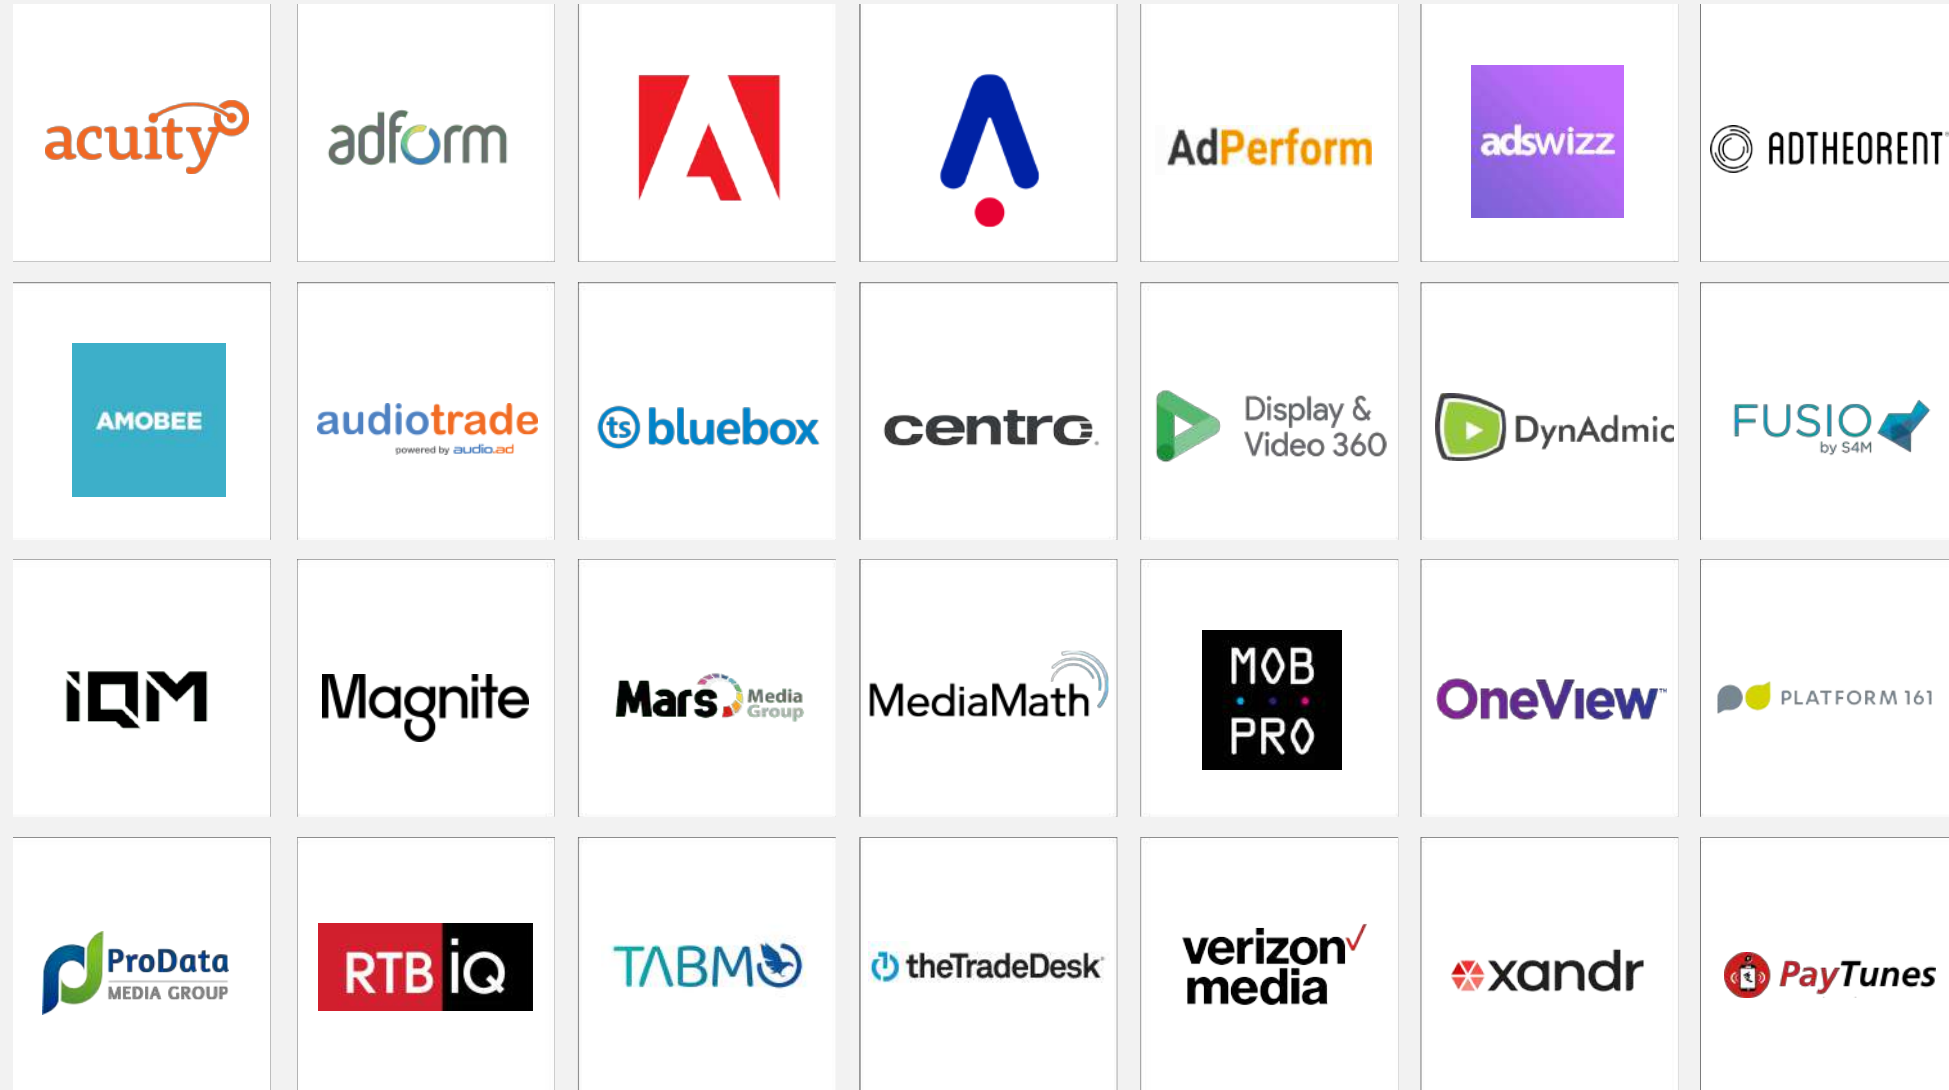 acuity
adform
AdPerform
adswizz
ADTHEORENT
AMOBEE
audiotrade
powered by audio.ad
ts bluebox
centro
Display &
Video 360
DynAdmic
FUSIO
by S4M
iQM
Magnite
Mars Media
Group
MediaMath
MOB
PRO
OneView™
PLATFORM 161
ProData
MEDIA GROUP
RTB iQ
TABMO
theTradeDesk
verizon
media
xandr
PayTunes